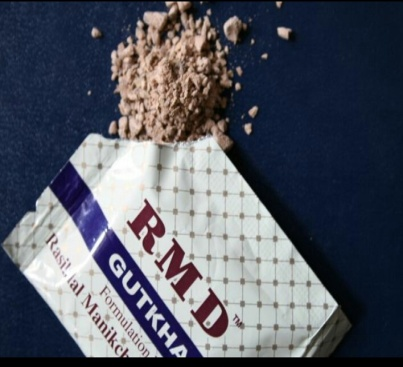 RMD™
GUTKHA
Formulation
Rasiklal